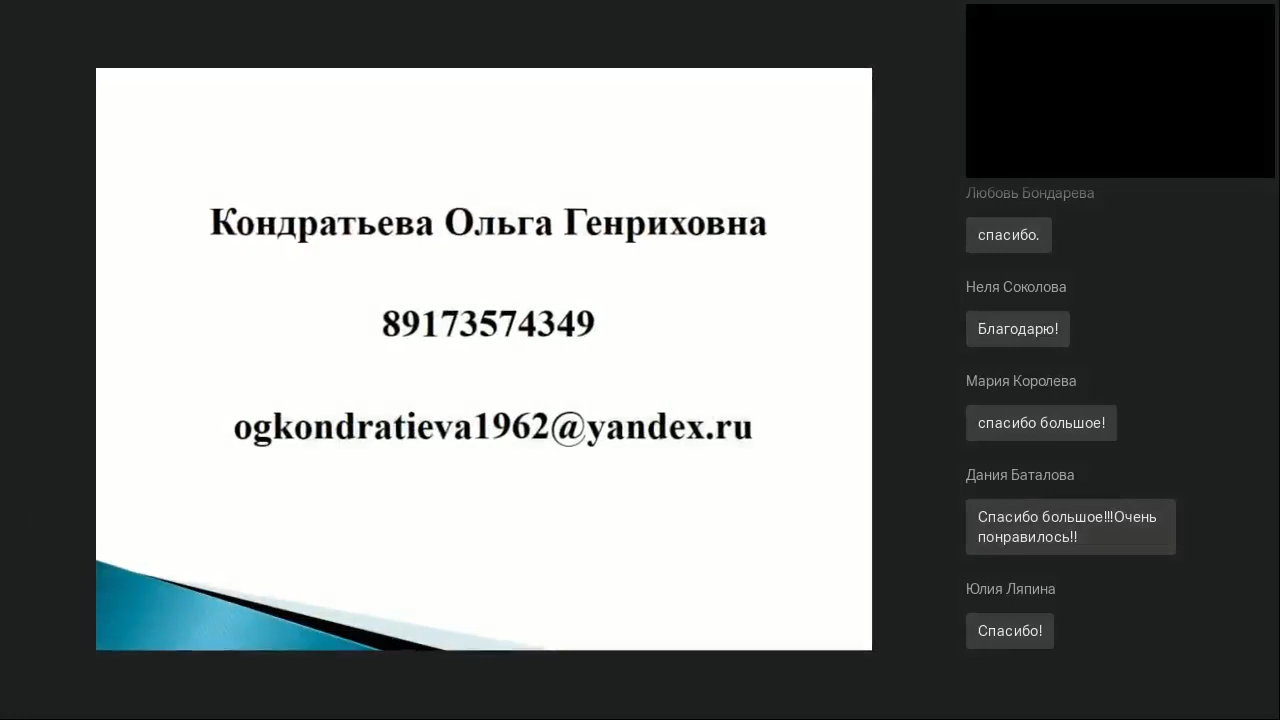 Кондратьева Ольга Генриховна
89173574349
ogkondratieva1962@yandex.ru
Любовь Бондарева
спасибо.
Неля Соколова
Благодарю!
Мария Королева
спасибо большое!
Дания Баталова
Спасибо большое!!!Очень
понравилось!!
Юлия Ляпина
Спасибо!